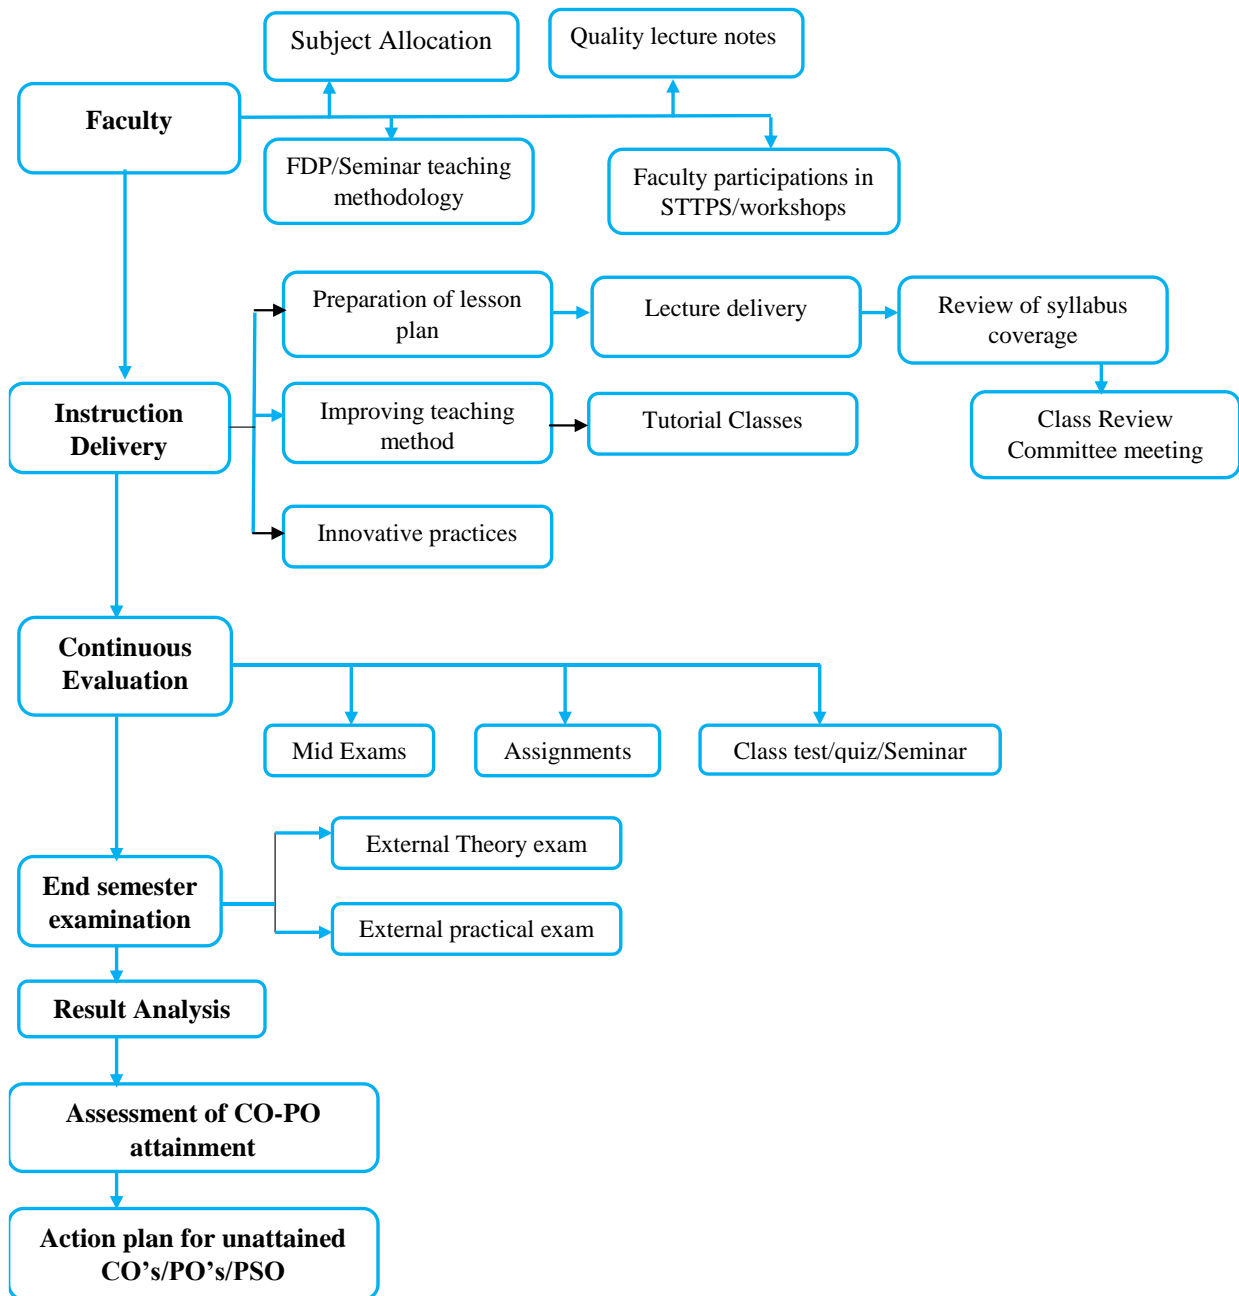 Subject Allocation
Quality lecture notes
Faculty
FDP/Seminar teaching
methodology
Faculty participations in
STTPS/workshops
Preparation of lesson
plan
Lecture delivery
Review of syllabus
coverage
Instruction
Delivery
Improving teaching
method
Tutorial Classes
Class Review
Committee meeting
Innovative practices
Continuous
Evaluation
Mid Exams
Assignments
Class test/quiz/Seminar
External Theory exam
End semester
examination
External practical exam
Result Analysis
Assessment of CO-PO
attainment
Action plan for unattained
CO’s/PO’s/PSO